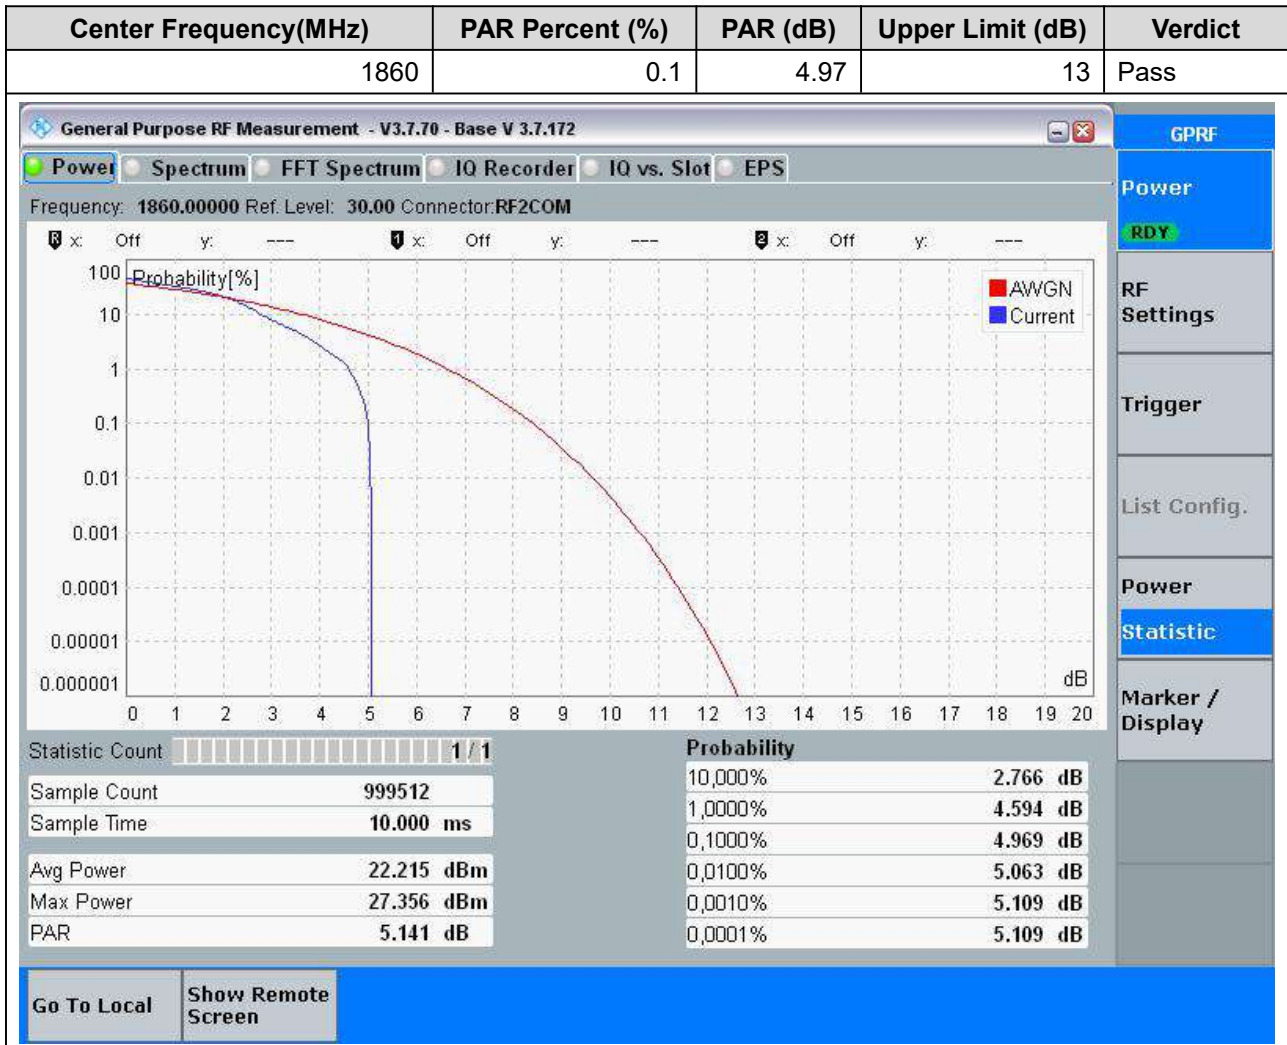 Center Frequency(MHz) PAR Percent (%) PAR (dB) Upper Limit (dB) Verdict
1860 0.1 4.97 13 Pass
General Purpose RF Measurement - V3.7.70 - Base V 3.7.172
GPRF
Power Spectrum FFT Spectrum IQ Recorder IQ vs. Slot EPS
Power
RDY
Frequency: 1860.00000 Ref. Level: 30.00 Connector:RF2COM
R x: Off y: --- 1 x: Off y: --- 2 x: Off y: ---
Probability[%]
AWGN
Current
100
10
1
0.1
0.01
0.001
0.0001
0.00001
0.000001
dB
0 1 2 3 4 5 6 7 8 9 10 11 12 13 14 15 16 17 18 19 20
RF
Settings
Trigger
List Config.
Power
Statistic
Marker /
Display
Statistic Count 1 / 1
Sample Count 999512
Sample Time 10.000 ms
Avg Power 22.215 dBm
Max Power 27.356 dBm
PAR 5.141 dB
Probability
10,000% 2.766 dB
1,0000% 4.594 dB
0,1000% 4.969 dB
0,0100% 5.063 dB
0,0010% 5.109 dB
0,0001% 5.109 dB
Go To Local
Show Remote
Screen